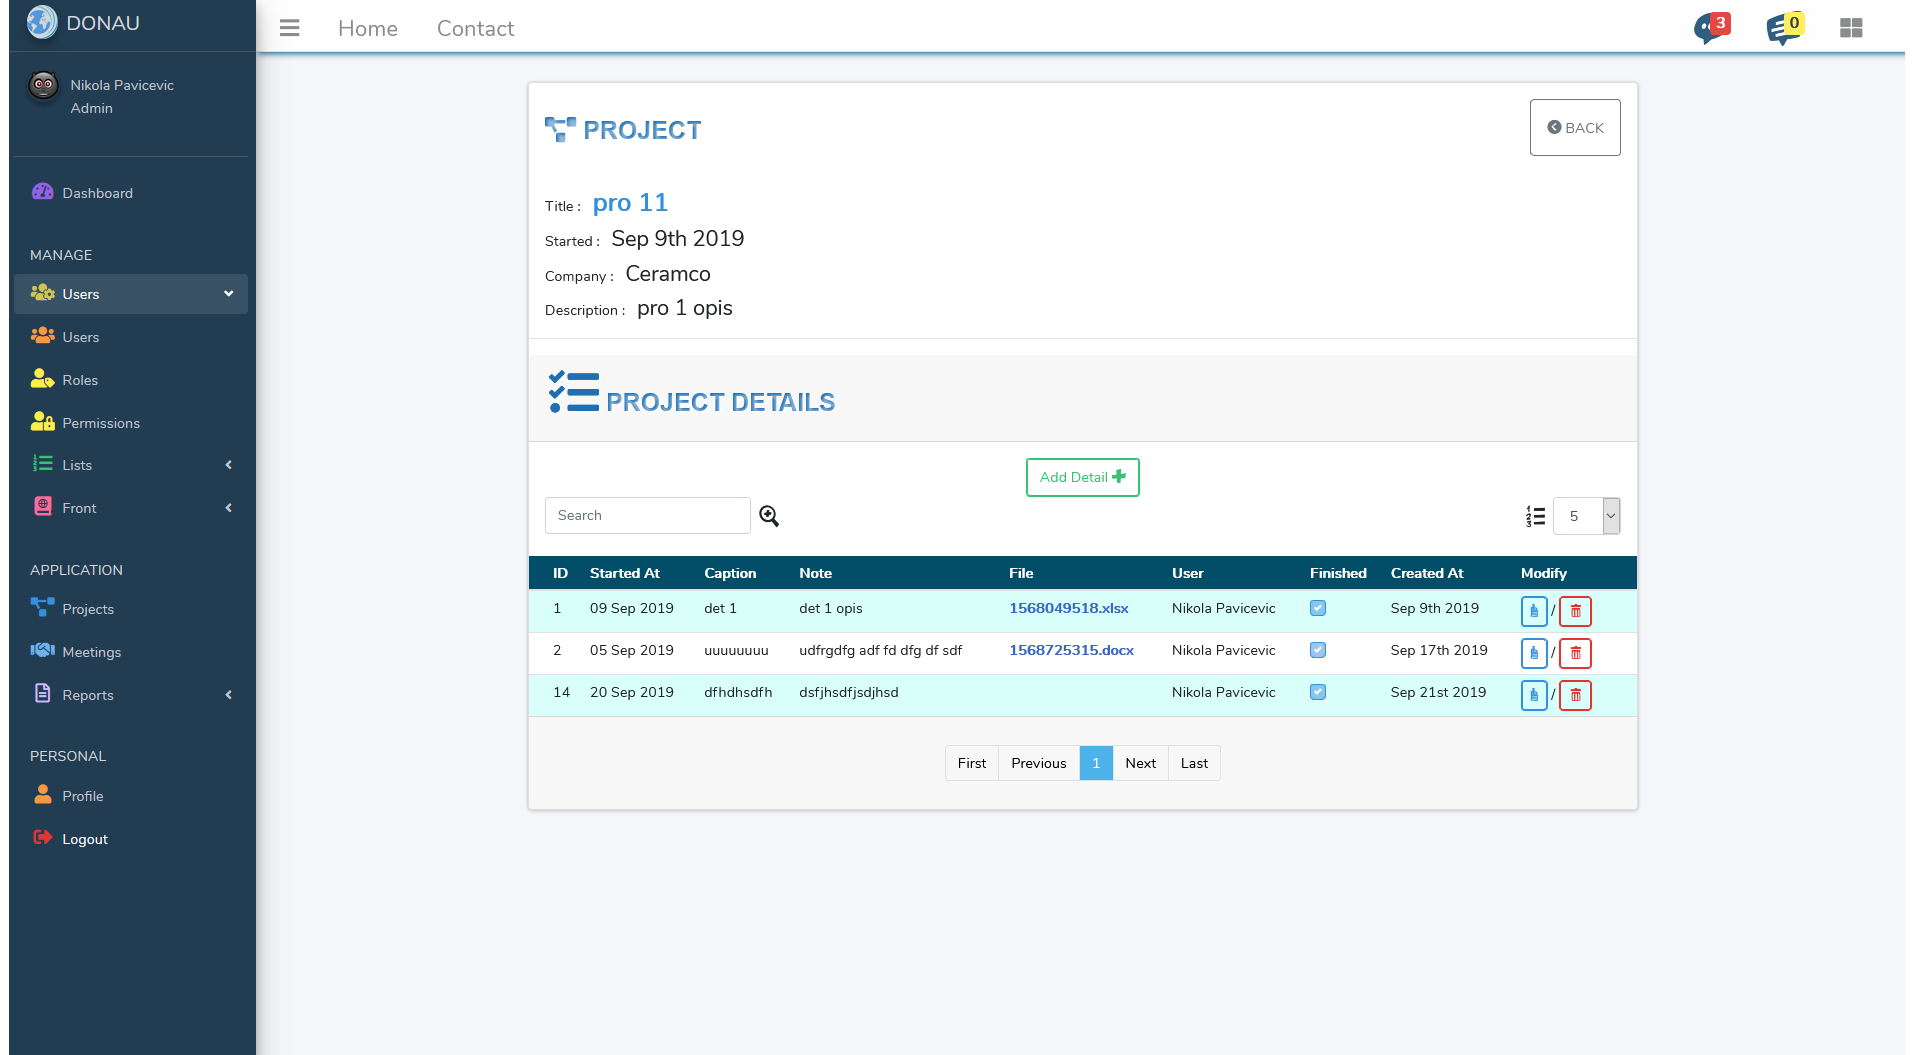 DONAU
Nikola Pavicevic
Admin
Dashboard
MANAGE
Users
Users
Roles
Permissions
Lists
Front
APPLICATION
Projects
Meetings
Reports
PERSONAL
Profile
Logout
Home Contact 3 0
PROJECT
BACK
Title : pro 11
Started : Sep 9th 2019
Company : Ceramco
Description : pro 1 opis
PROJECT DETAILS
Add Detail
Search 5
ID Started At Caption Note File User Finished Created At Modify
1 09 Sep 2019 det 1 det 1 opis 1568049518.xlsx Nikola Pavicevic Sep 9th 2019 /
2 05 Sep 2019 uuuuuuuu udfrgdfg adf fd dfg df sdf 1568725315.docx Nikola Pavicevic Sep 17th 2019 /
14 20 Sep 2019 dfhdhsdfh dsfjhsdfjsdjhsd Nikola Pavicevic Sep 21st 2019 /
First Previous 1 Next Last